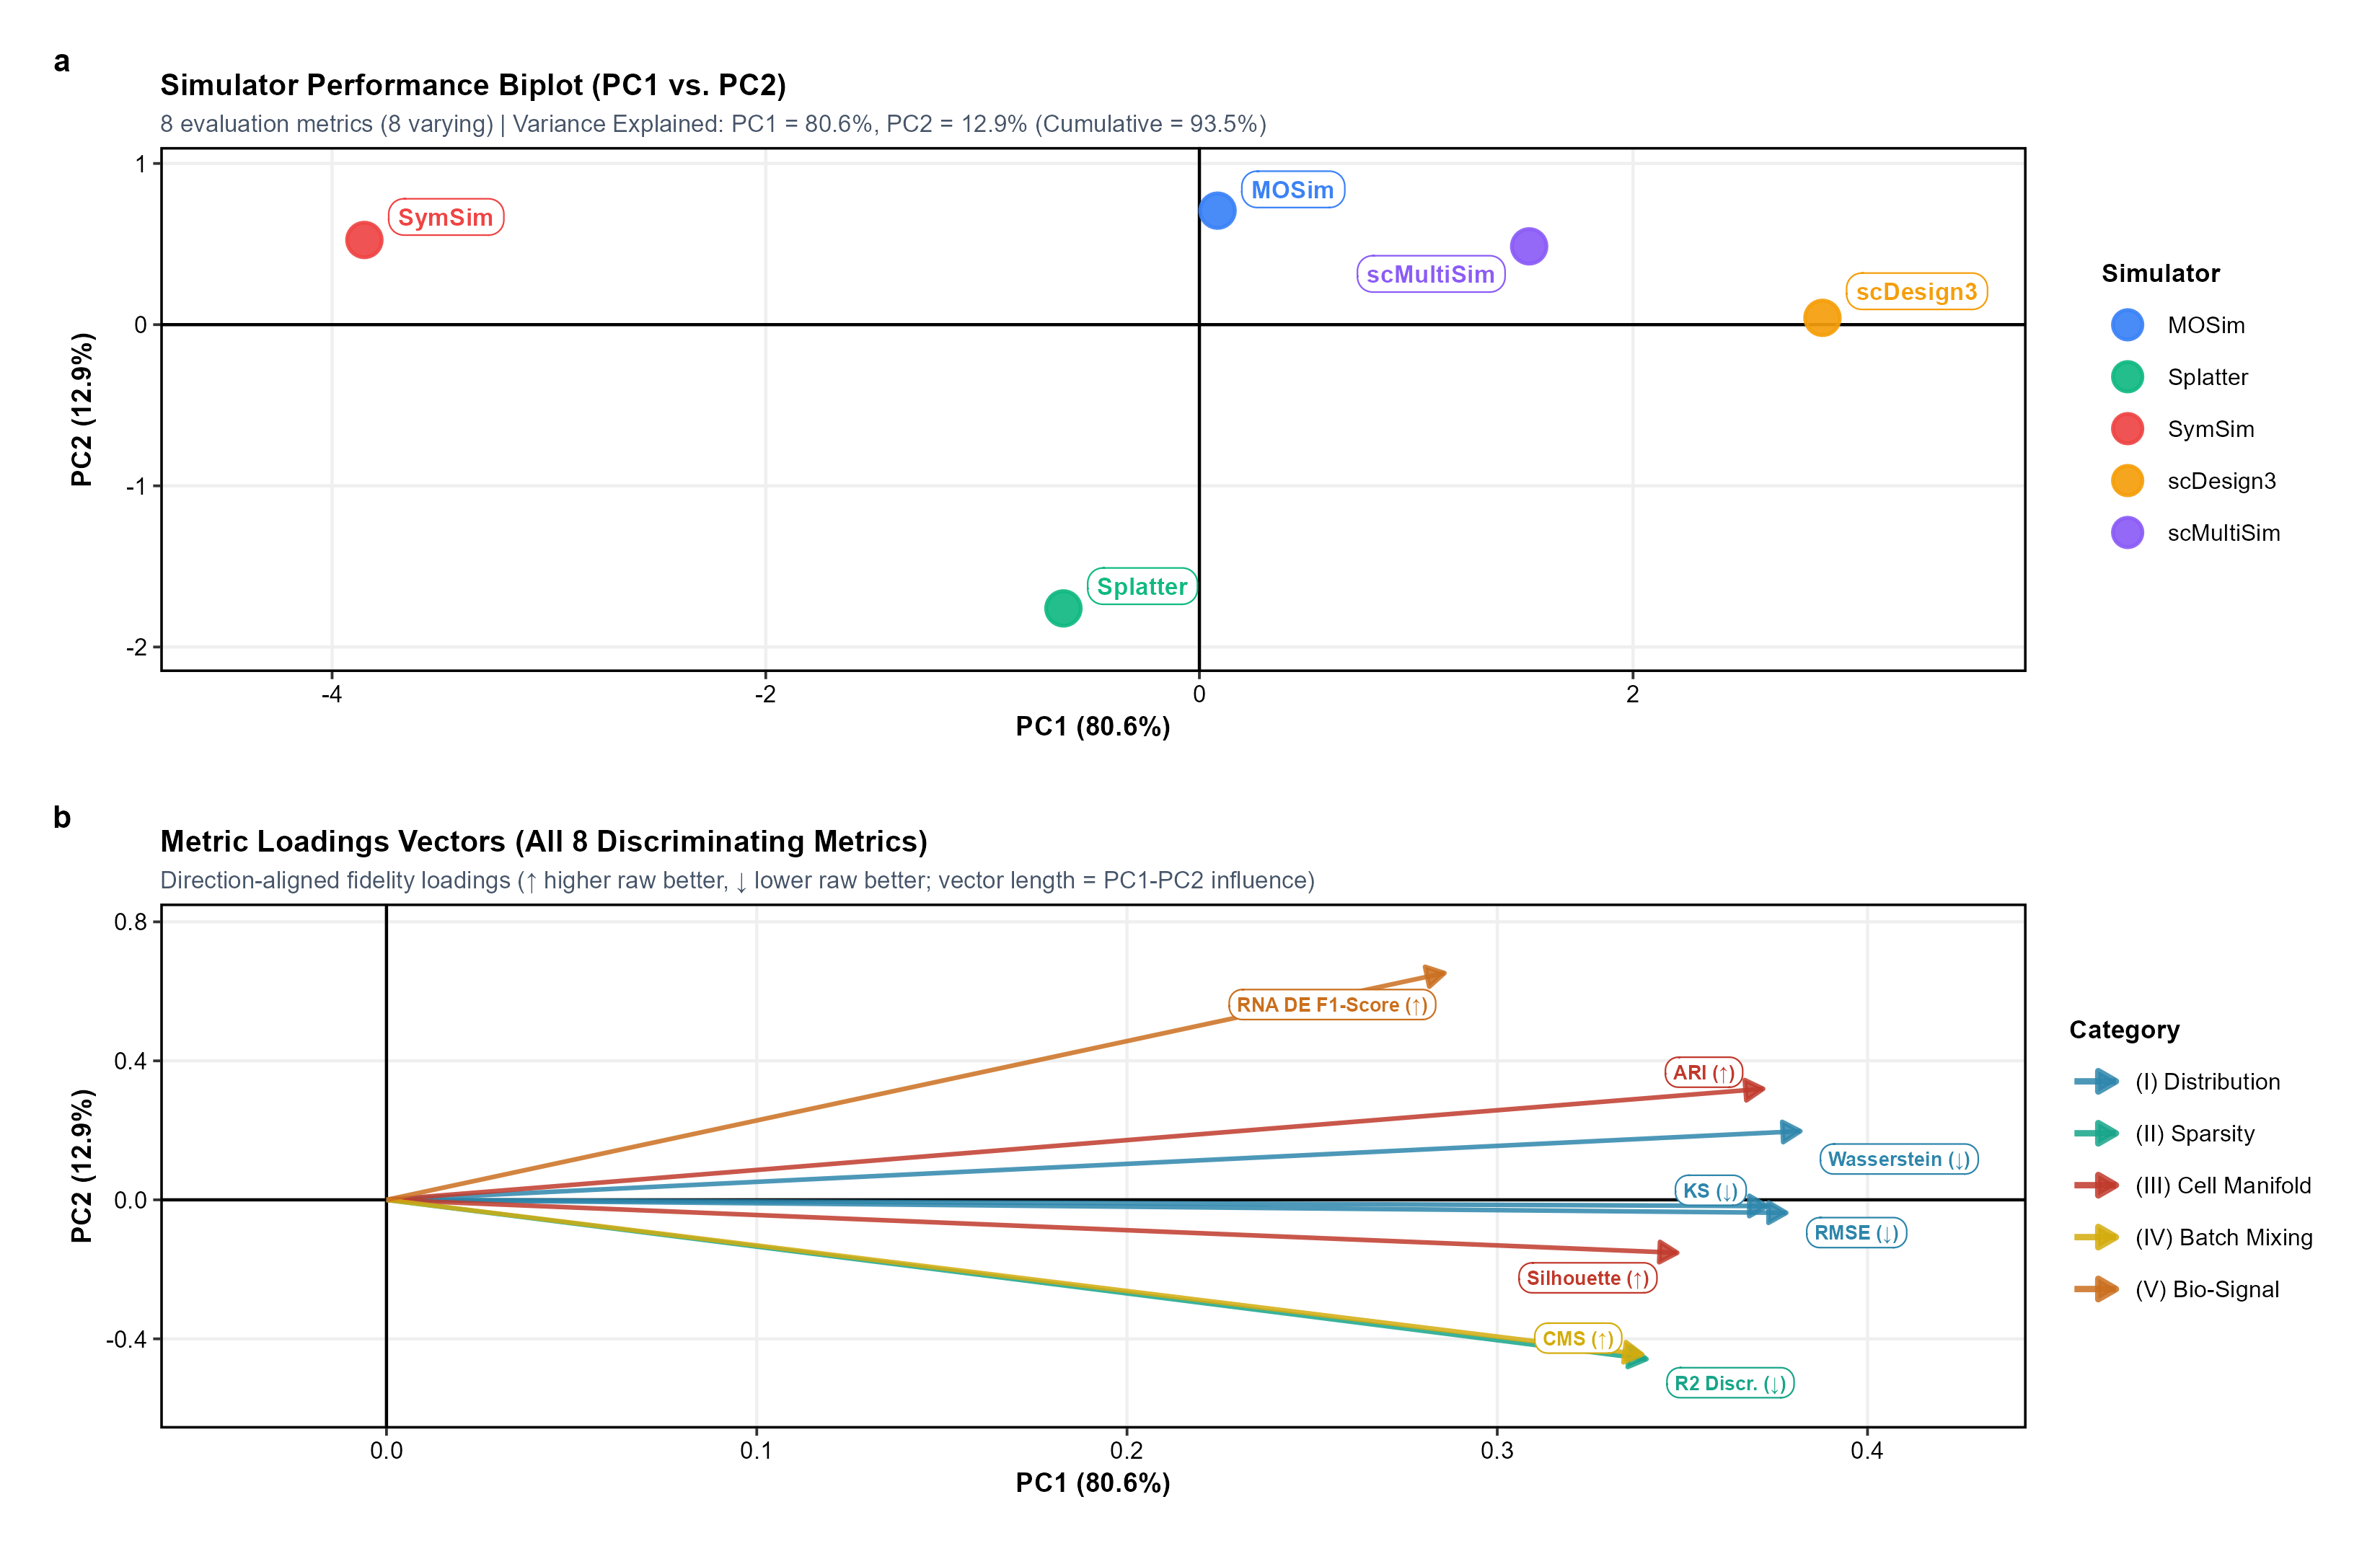 a
Simulator Performance Biplot (PC1 vs. PC2)
8 evaluation metrics (8 varying) | Variance Explained: PC1 = 80.6%, PC2 = 12.9% (Cumulative = 93.5%)
PC2 (12.9%)
1
0
-1
-2
SymSim
MOSim
scMultiSim
scDesign3
Splatter
-4
-2
0
2
PC1 (80.6%)
Simulator
MOSim
Splatter
SymSim
scDesign3
scMultiSim
b
Metric Loadings Vectors (All 8 Discriminating Metrics)
Direction-aligned fidelity loadings (↑ higher raw better, ↓ lower raw better; vector length = PC1-PC2 influence)
PC2 (12.9%)
0.8
0.4
0.0
-0.4
RNA DE F1-Score (↑)
ARI (↑)
Wasserstein (↓)
KS (↓)
RMSE (↓)
Silhouette (↑)
CMS (↑)
R2 Discr. (↓)
0.0
0.1
0.2
0.3
0.4
PC1 (80.6%)
Category
(I) Distribution
(II) Sparsity
(III) Cell Manifold
(IV) Batch Mixing
(V) Bio-Signal